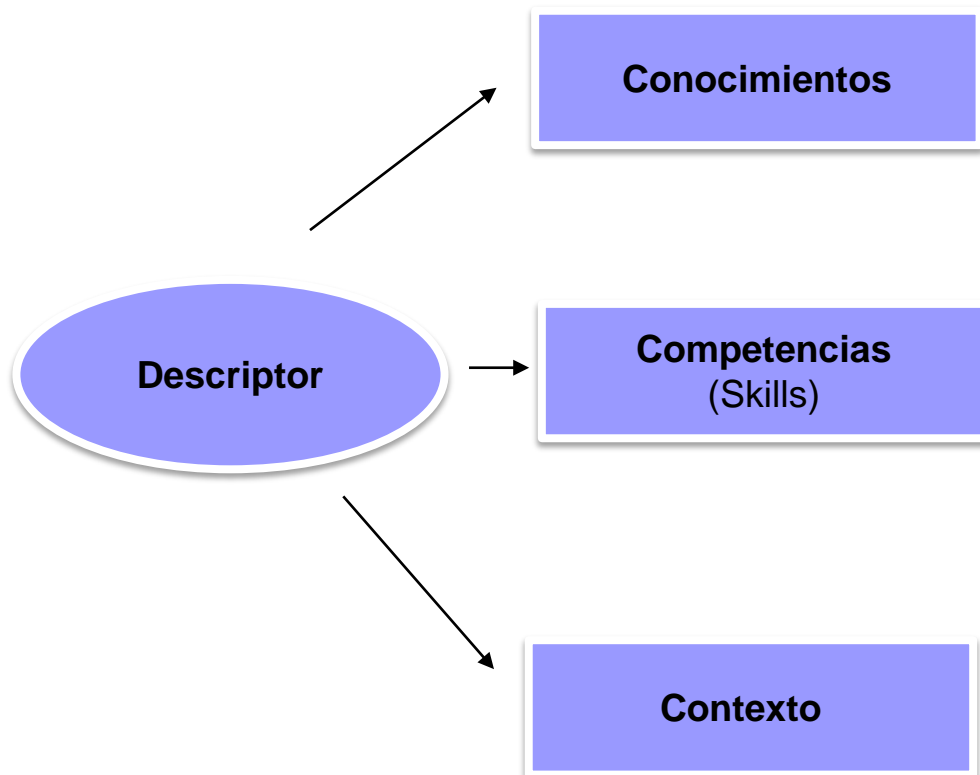 Conocimientos
Descriptor
Competencias
(Skills)
Contexto